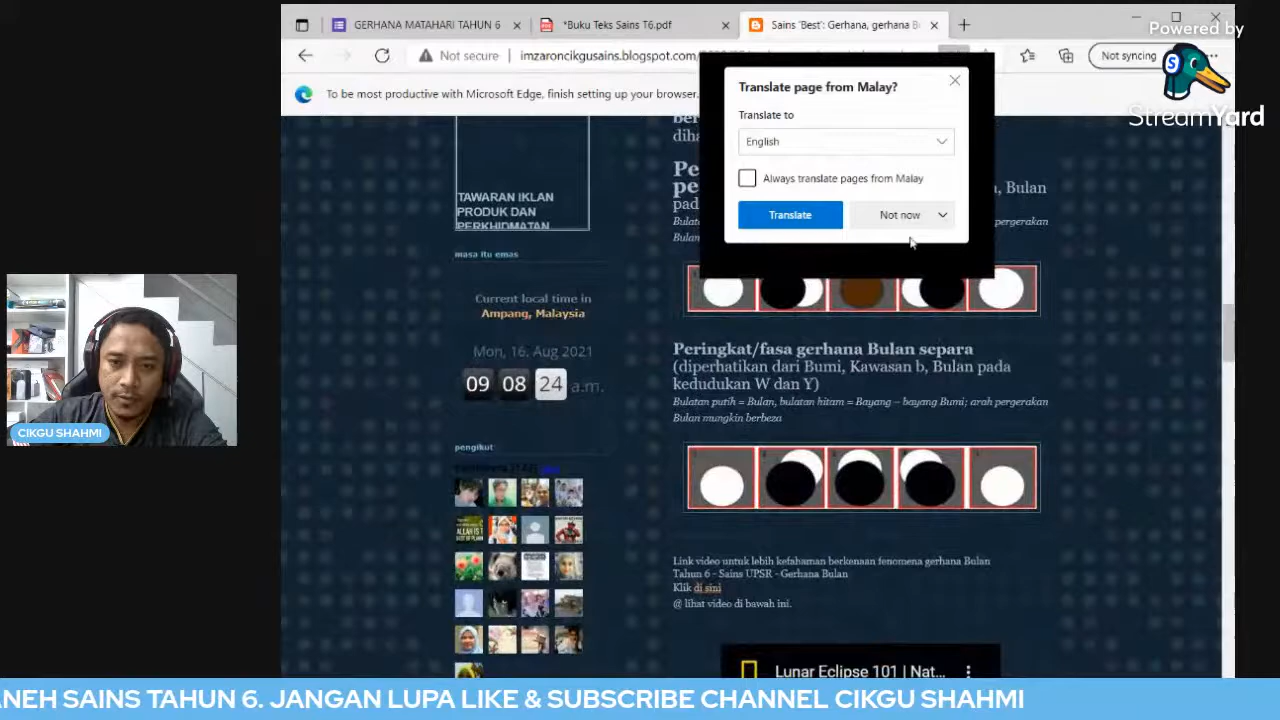 GERHANA MATAHARI TAHUN 6
*Buku Teks Sains T6.pdf
Sains 'Best': Gerhana, gerhana B
Powered by
StreamYard
Not secure
imzaroncikgusains.blogspot.com
Not syncing
To be most productive with Microsoft Edge, finish setting up your browser.
Translate page from Malay?
Translate to
English
Always translate pages from Malay
Translate
Not now
TAWARAN IKLAN
PRODUK DAN
PERKHIDMATAN
masa itu emas
Current local time in
Ampang, Malaysia
Mon, 16. Aug 2021
09 08 24 a.m.
pengikut
, Bulan
pergerakan
Peringkat/fasa gerhana Bulan separa
(diperhatikan dari Bumi, Kawasan b, Bulan pada
kedudukan W dan Y)
Bulatan putih = Bulan, bulatan hitam = Bayang – bayang Bumi; arah pergerakan
Bulan mungkin berbeza
Link video untuk lebih kefahaman berkenaan fenomena gerhana Bulan
Tahun 6 - Sains UPSR - Gerhana Bulan
Klik di sini
@ lihat video di bawah ini.
Lunar Eclipse 101 | Nat...
CIKGU SHAHMI
ANEH SAINS TAHUN 6. JANGAN LUPA LIKE & SUBSCRIBE CHANNEL CIKGU SHAHMI